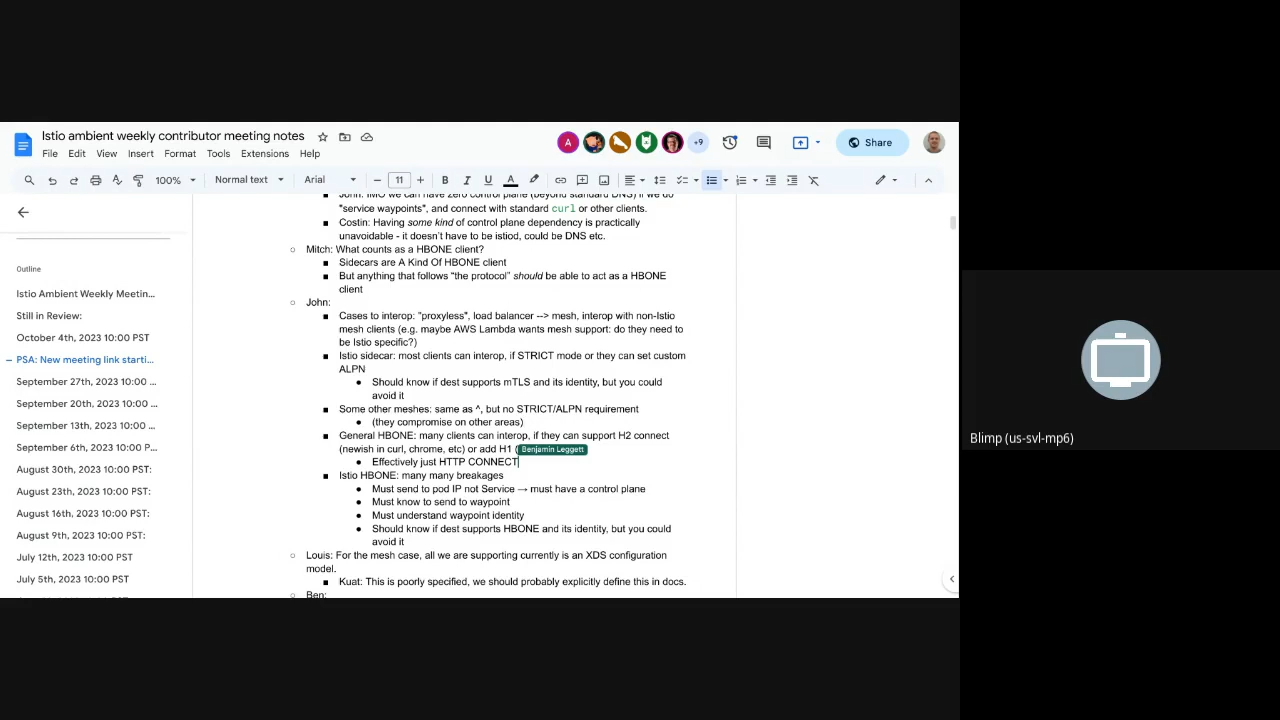 Istio ambient weekly contributor meeting notes
File Edit View Insert Format Tools Extensions Help
A
+9
Share
100%
Normal text
Arial
11
B I U A
John: IMO we can have zero control plane (beyond standard DNS) if we do
"service waypoints", and connect with standard curl or other clients.
Costin: Having some kind of control plane dependency is practically
unavoidable - it doesn't have to be istiod, could be DNS etc.
Mitch: What counts as a HBONE client?
Sidecars are A Kind Of HBONE client
But anything that follows "the protocol" should be able to act as a HBONE
client
John:
Cases to interop: "proxyless", load balancer --> mesh, interop with non-Istio
mesh clients (e.g. maybe AWS Lambda wants mesh support: do they need to
be Istio specific?)
Istio sidecar: most clients can interop, if STRICT mode or they can set custom
ALPN
Should know if dest supports mTLS and its identity, but you could
avoid it
Some other meshes: same as ^, but no STRICT/ALPN requirement
(they compromise on other areas)
General HBONE: many clients can interop, if they can support H2 connect
(newish in curl, chrome, etc) or add H1 (
Benjamin Leggett
Effectively just HTTP CONNECT
Istio HBONE: many many breakages
Must send to pod IP not Service → must have a control plane
Must know to send to waypoint
Must understand waypoint identity
Should know if dest supports HBONE and its identity, but you could
avoid it
Louis: For the mesh case, all we are supporting currently is an XDS configuration
model.
Kuat: This is poorly specified, we should probably explicitly define this in docs.
Ben:
Outline
Istio Ambient Weekly Meetin...
Still in Review:
October 4th, 2023 10:00 PST
PSA: New meeting link starti...
September 27th, 2023 10:00 ...
September 20th, 2023 10:00 ...
September 13th, 2023 10:00 ...
September 6th, 2023 10:00 P...
August 30th, 2023 10:00 PST:
August 23rd, 2023 10:00 PST:
August 16th, 2023 10:00 PST:
August 9th, 2023 10:00 PST:
July 12th, 2023 10:00 PST
July 5th, 2023 10:00 PST
Blimp (us-svl-mp6)